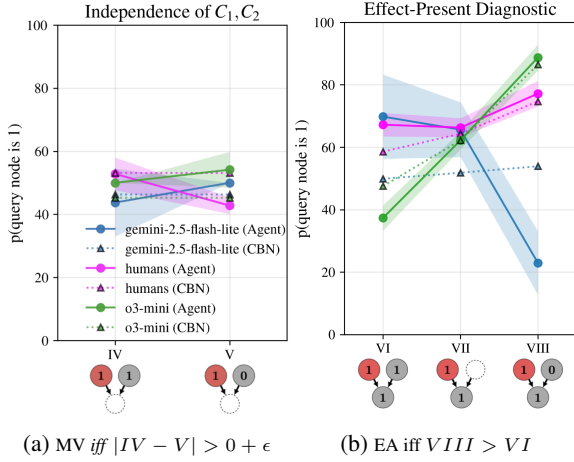 Independence of C₁, C₂
p(query node is 1)
100
80
60
40
20
0
gemini-2.5-flash-lite (Agent)
gemini-2.5-flash-lite (CBN)
humans (Agent)
humans (CBN)
o3-mini (Agent)
o3-mini (CBN)
IV
V
1 1
1 0
(a) MV iff |IV − V| > 0 + ϵ
Effect-Present Diagnostic
p(query node is 1)
100
80
60
40
20
0
VI
VII
VIII
1 1
1
1
1
1 0
1
(b) EA iff VIII > VI